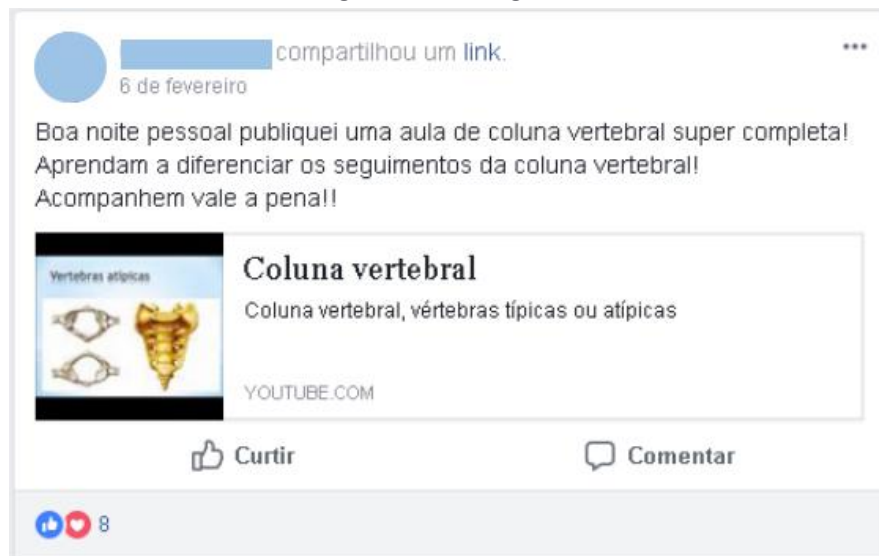 compartilhou um link.
6 de fevereiro
Boa noite pessoal publiquei uma aula de coluna vertebral super completa!
Aprendam a diferenciar os seguimentos da coluna vertebral!
Acompanhem vale a pena!!
Vertebras atípicas
Coluna vertebral
Coluna vertebral, vértebras típicas ou atípicas
YOUTUBE.COM
Curtir
Comentar
8